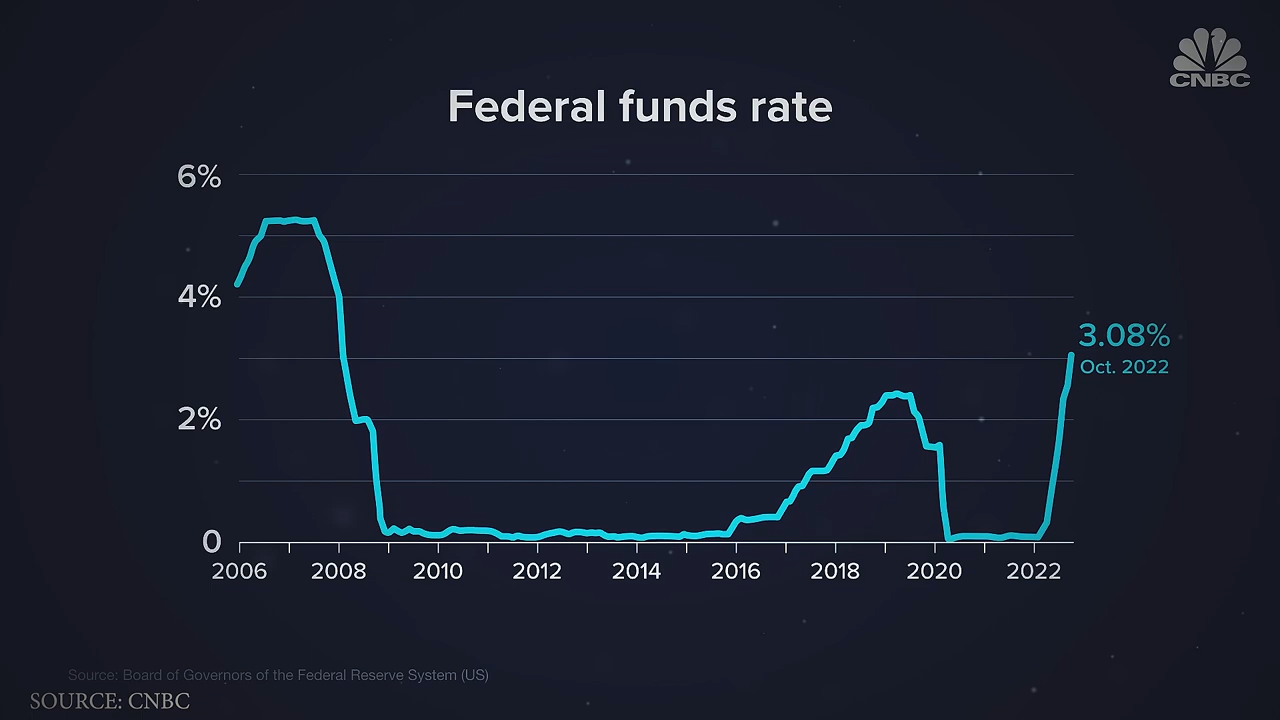 CNBC
Federal funds rate
6%
4%
3.08%
Oct. 2022
2%
0
2006 2008 2010 2012 2014 2016 2018 2020 2022
Source: Board of Governors of the Federal Reserve System (US)
SOURCE: CNBC